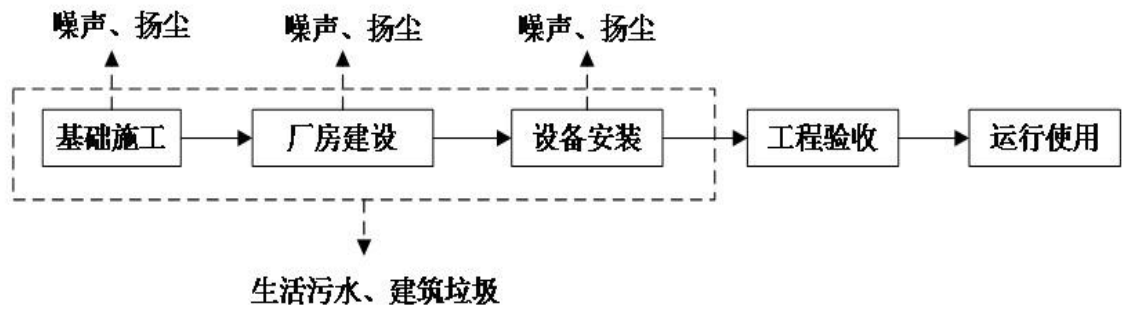 噪声、扬尘 噪声、扬尘 噪声、扬尘
基础施工 厂房建设 设备安装 工程验收 运行使用
生活污水、建筑垃圾